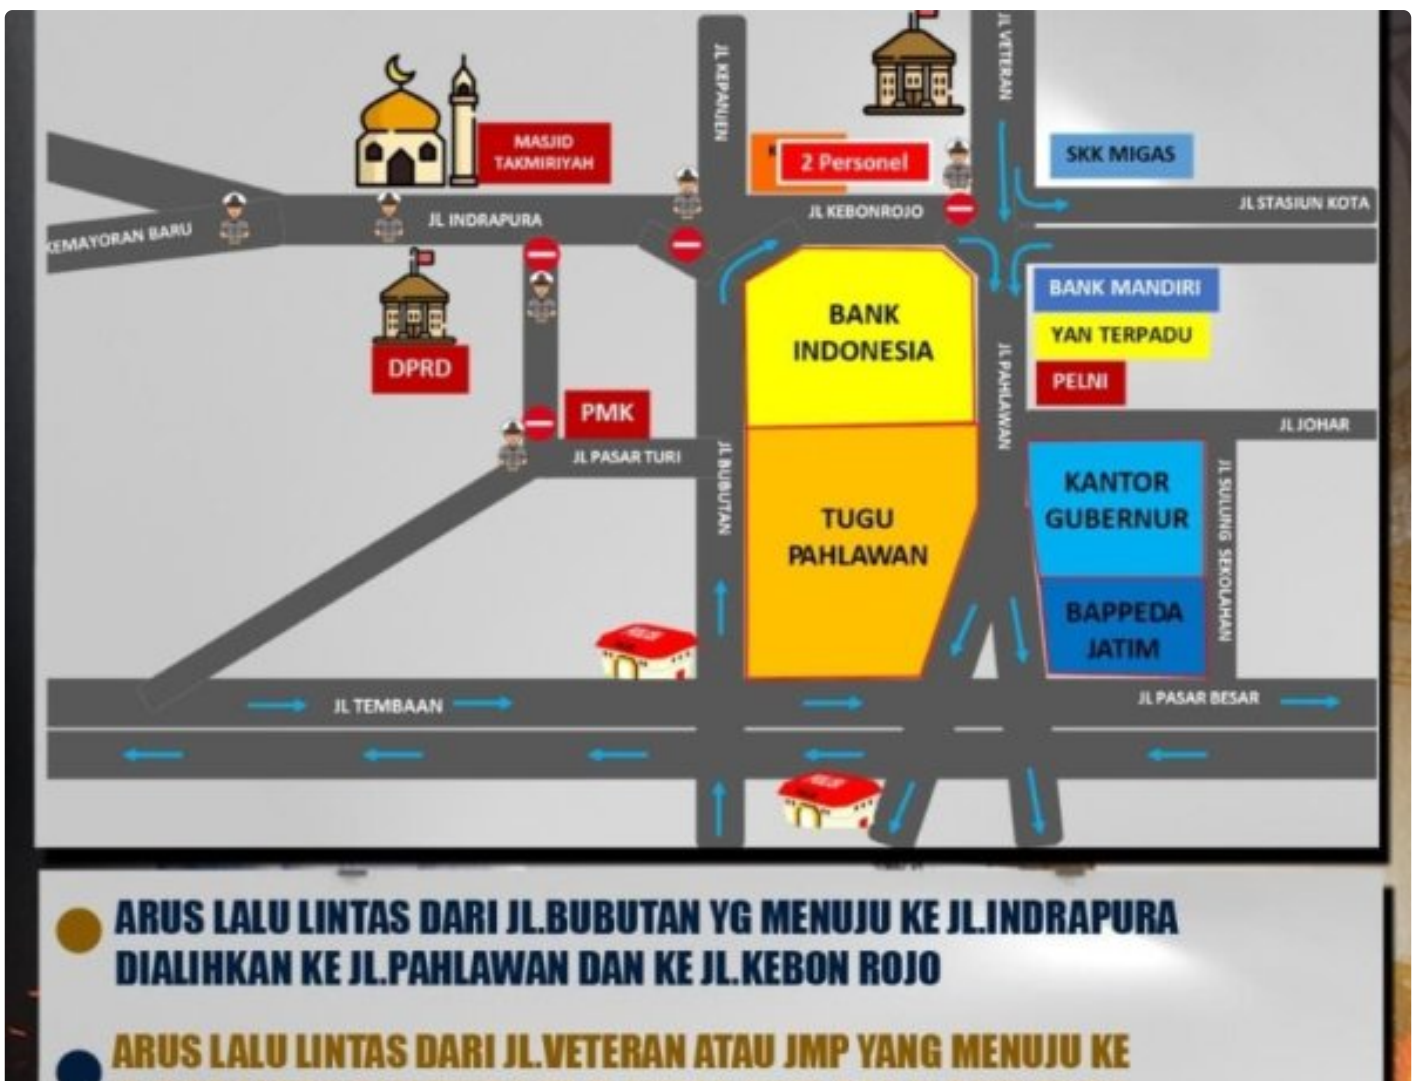 JL KEPANJEN
JL VETERAN
MASJID
TAKMIRIYAH
2 Personel
SKK MIGAS
JL STASIUN KOTA
JL KEBONROJO
JL INDRAPURA
KEMAYORAN BARU
BANK MANDIRI
BANK
INDONESIA
YAN TERPADU
DPRD
PELNI
JL PAHLAWAN
PMK
JL JOHAR
JL PASAR TURI
JL BUBUTAN
KANTOR
GUBERNUR
TUGU
PAHLAWAN
JL SULUNG SEKOLAHAN
BAPPEDA
JATIM
JL TEMBAAN
JL PASAR BESAR
ARUS LALU LINTAS DARI JL.BUBUTAN YG MENUJU KE JL.INDRAPURA
DIALIHKAN KE JL.PAHLAWAN DAN KE JL.KEBON ROJO
ARUS LALU LINTAS DARI JL.VETERAN ATAU JMP YANG MENUJU KE